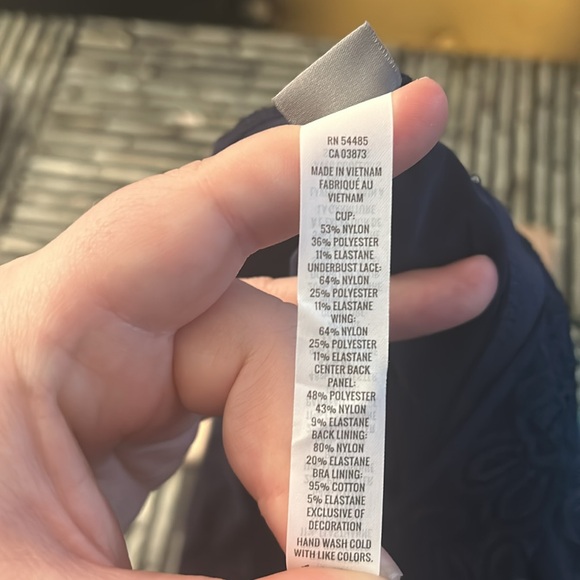 RN 54485
CA 03873
MADE IN VIETNAM
FABRIQUÉ AU
VIETNAM
CUP:
53% NYLON
36% POLYESTER
11% ELASTANE
UNDERBUST LACE:
64% NYLON
25% POLYESTER
11% ELASTANE
WING:
64% NYLON
25% POLYESTER
11% ELASTANE
CENTER BACK
PANEL:
48% POLYESTER
43% NYLON
9% ELASTANE
BACK LINING:
80% NYLON
20% ELASTANE
BRA LINING:
95% COTTON
5% ELASTANE
EXCLUSIVE OF
DECORATION
HAND WASH COLD
WITH LIKE COLORS.